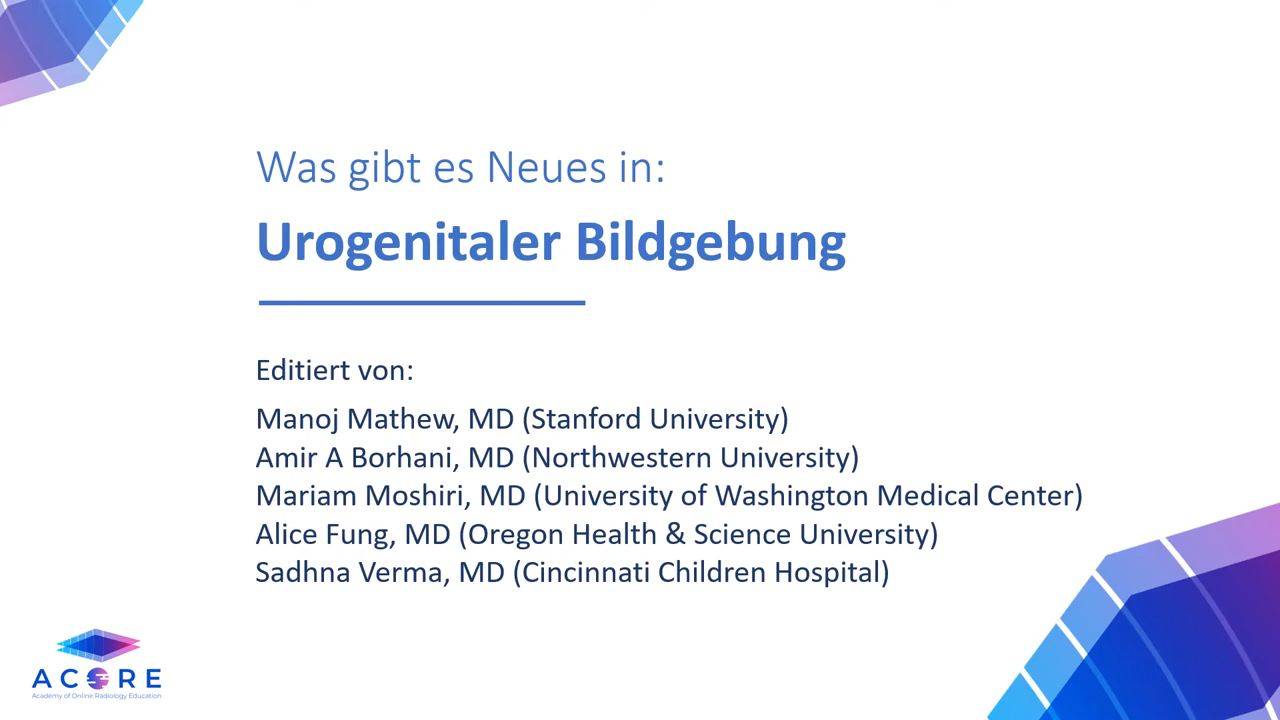 Was gibt es Neues in:
Urogenitaler Bildgebung
Editiert von:
Manoj Mathew, MD (Stanford University)
Amir A Borhani, MD (Northwestern University)
Mariam Moshiri, MD (University of Washington Medical Center)
Alice Fung, MD (Oregon Health & Science University)
Sadhna Verma, MD (Cincinnati Children Hospital)
ACORE
Academy of Online Radiology Education